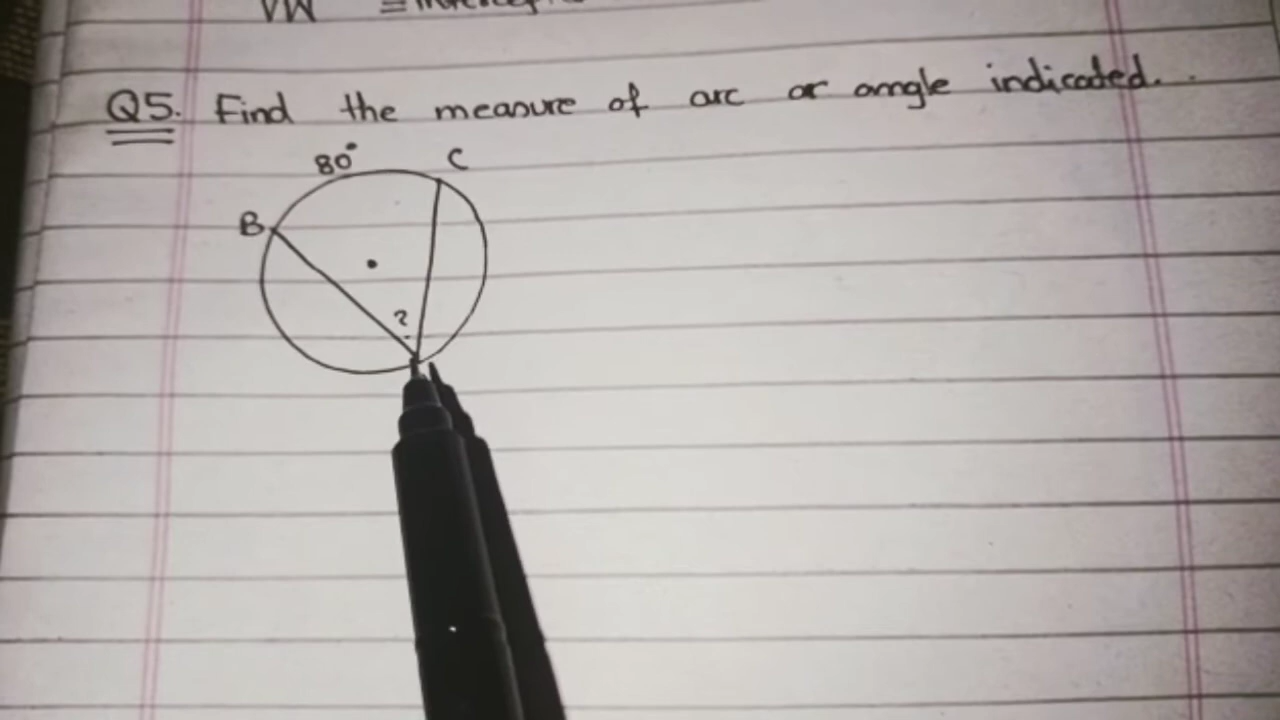 Q5. Find the measure of arc or angle indicated.
80°
C
B
?